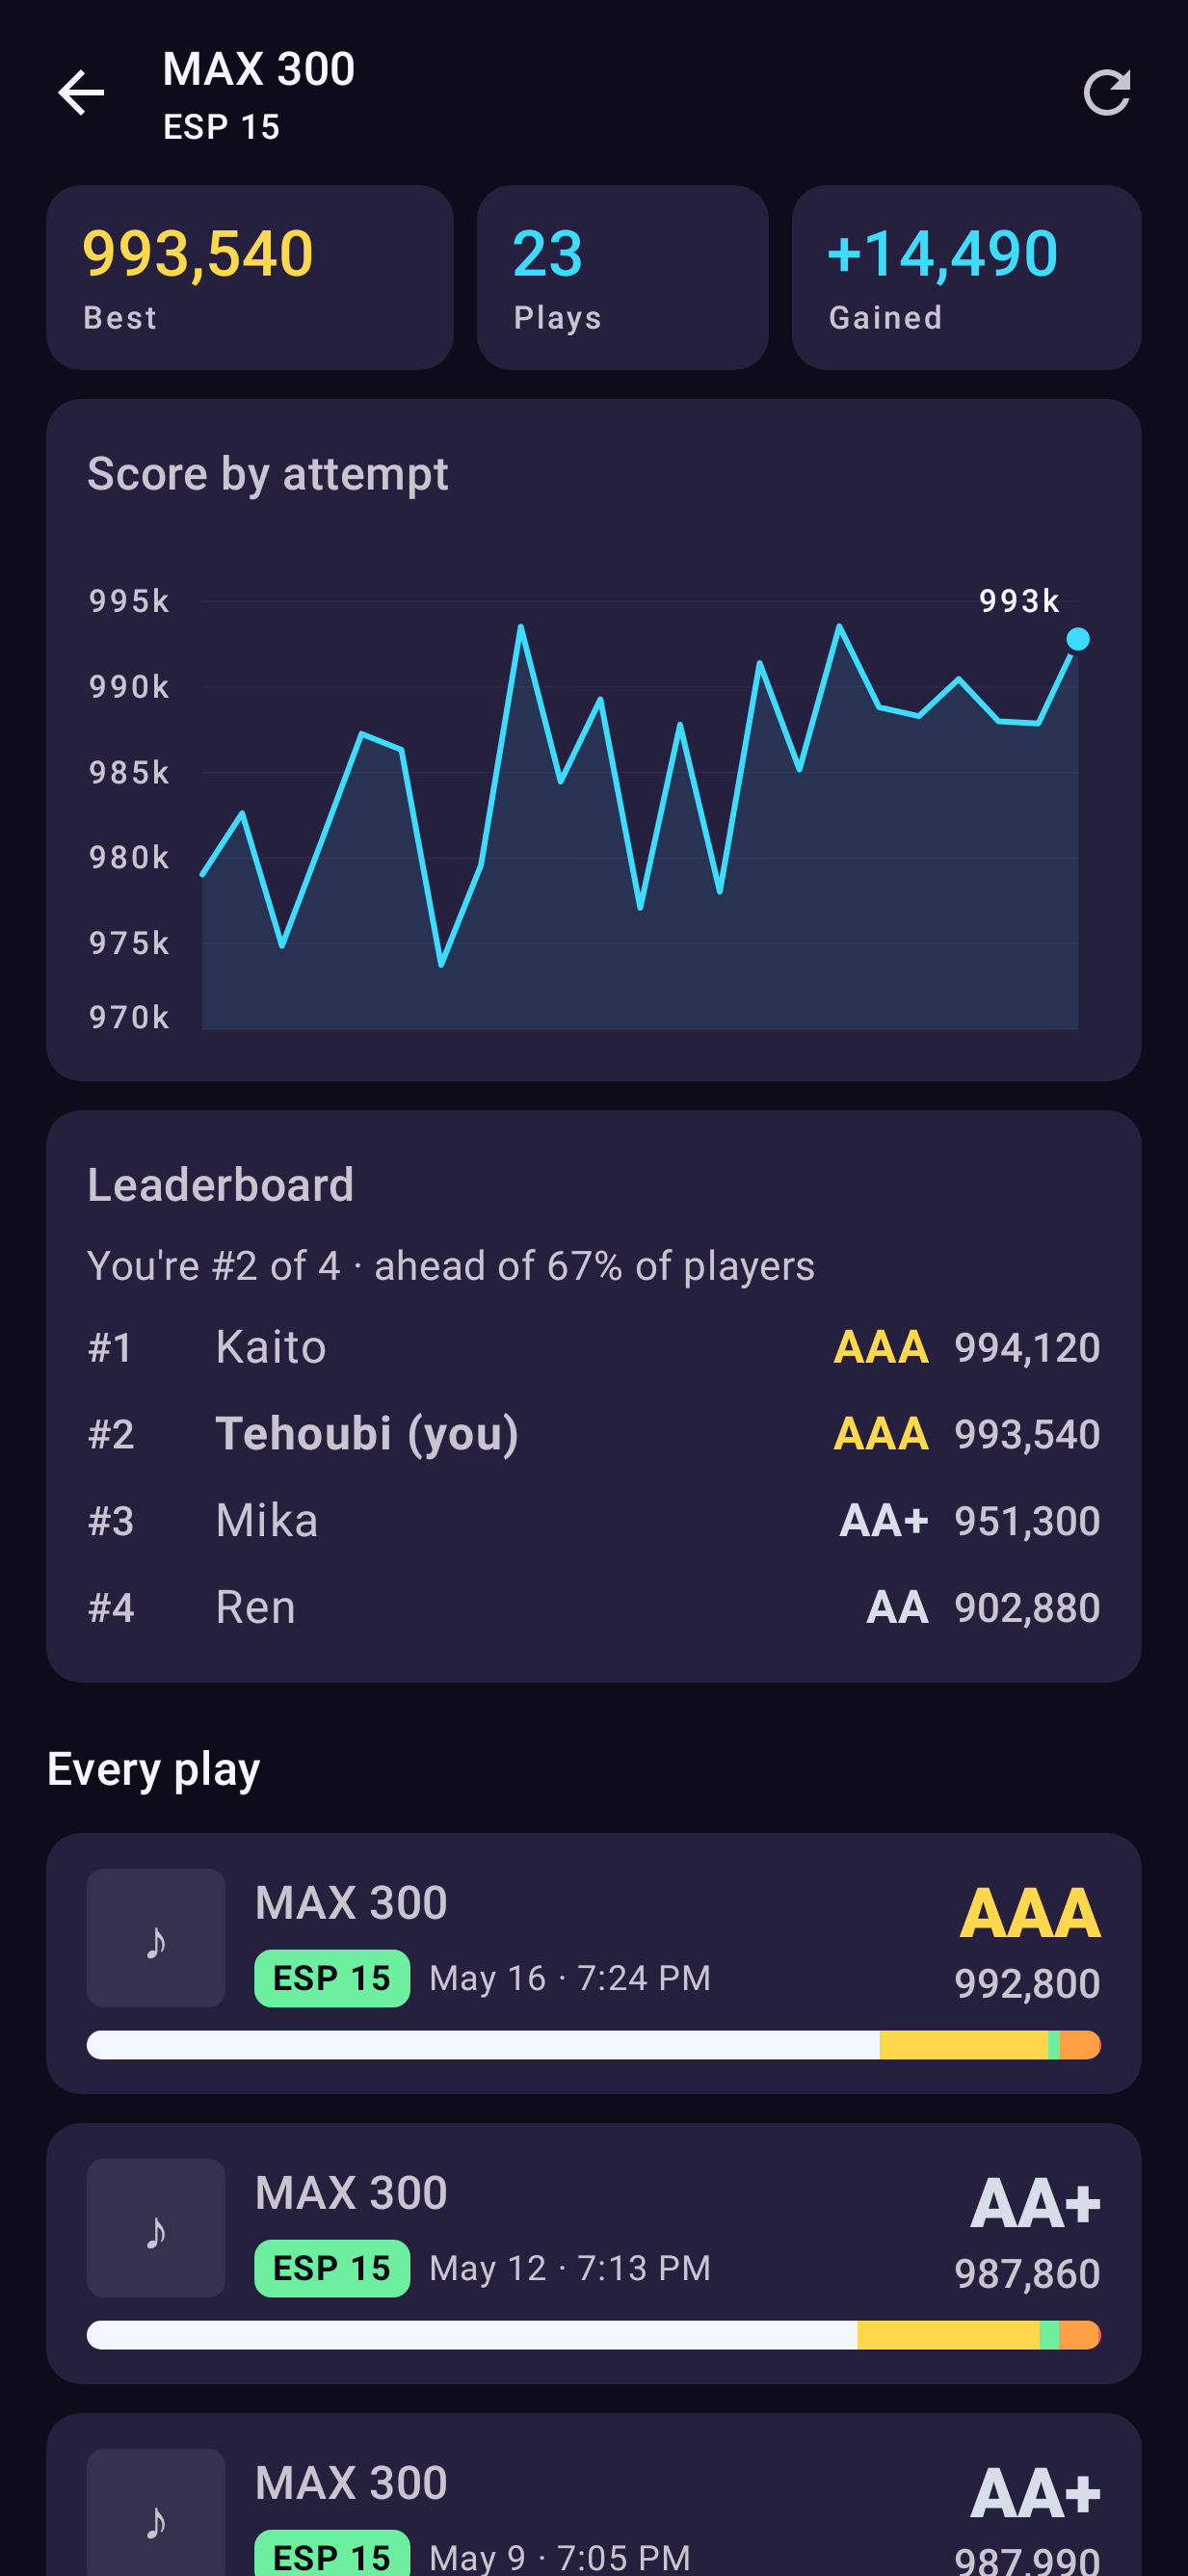 MAX 300
ESP 15
993,540
Best
23
Plays
+14,490
Gained
Score by attempt
995k
993k
990k
985k
980k
975k
970k
Leaderboard
You're #2 of 4 · ahead of 67% of players
#1 Kaito AAA 994,120
#2 Tehoubi (you) AAA 993,540
#3 Mika AA+ 951,300
#4 Ren AA 902,880
Every play
MAX 300
AAA
ESP 15 May 16 · 7:24 PM
992,800
MAX 300
AA+
ESP 15 May 12 · 7:13 PM
987,860
MAX 300
AA+
ESP 15 May 9 · 7:05 PM
987,990